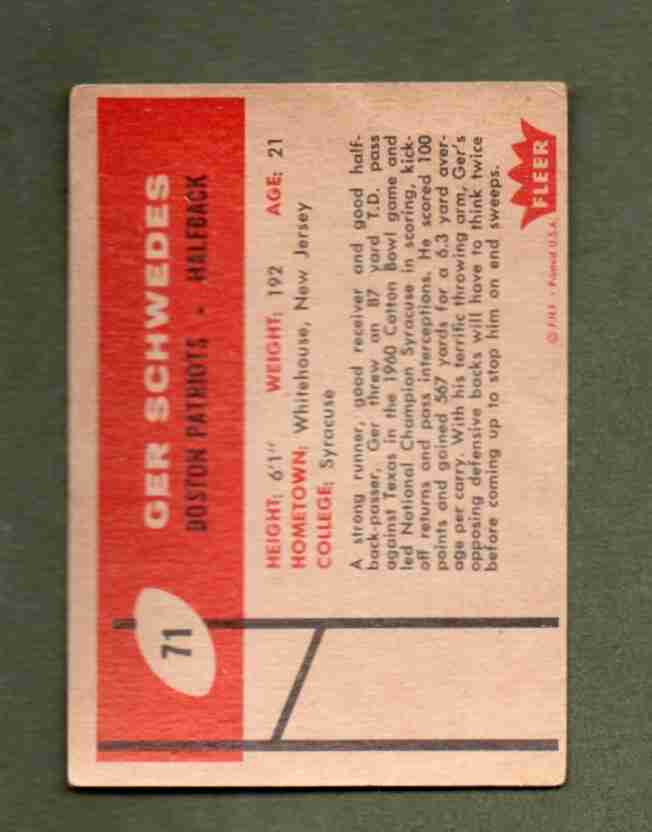 71
GER SCHWEDES
BOSTON PATRIOTS - HALFBACK
HEIGHT: 6'1" WEIGHT: 192 AGE: 21
HOMETOWN: Whitehouse, New Jersey
COLLEGE: Syracuse
A strong runner, good receiver and good half-
back-passer, Ger threw an 87 yard T.D. pass
against Texas in the 1960 Cotton Bowl game and
led National Champion Syracuse in scoring, kick-
off returns and pass interceptions. He scored 100
points and gained 567 yards for a 6.3 yard aver-
age per carry. With his terrific throwing arm, Ger's
opposing defensive backs will have to think twice
before coming up to stop him on end sweeps.
© F.H.F. • Printed U.S.A.
FLEER